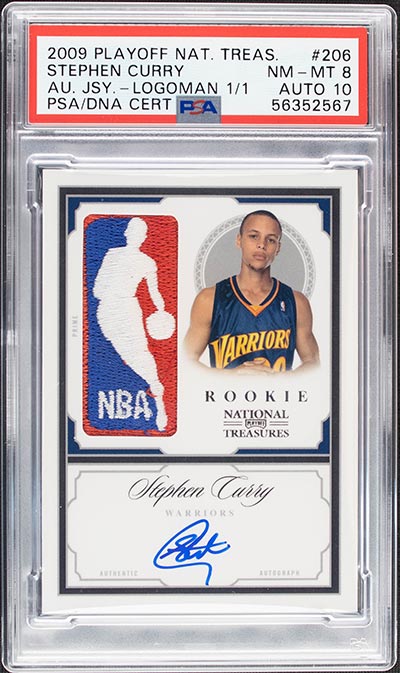 2009 PLAYOFF NAT. TREAS. #206
STEPHEN CURRY NM-MT 8
AU. JSY.-LOGOMAN 1/1 AUTO 10
PSA/DNA CERT PSA 56352567
PRIME
NBA
WARRIORS
ROOKIE
NATIONAL
PLAYOFF
TREASURES
Stephen Curry
WARRIORS
AUTHENTIC AUTOGRAPH